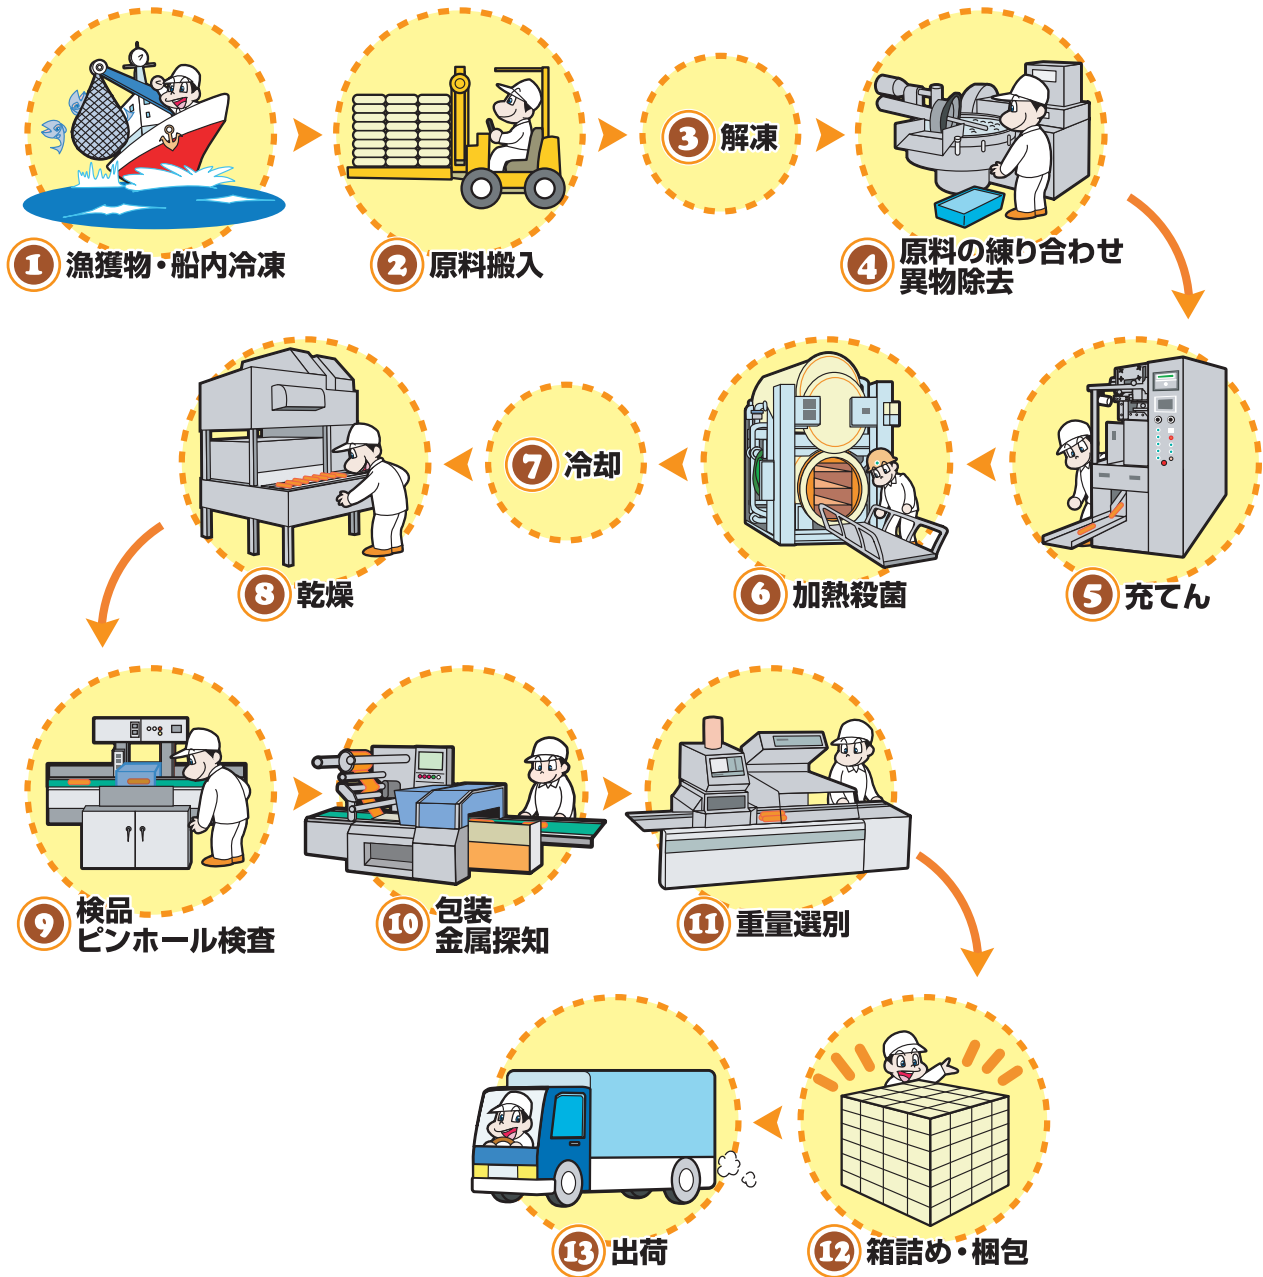 1 漁獲物・船内冷凍
2 原料搬入
3 解凍
4 原料の練り合わせ
異物除去
5 充てん
6 加熱殺菌
7 冷却
8 乾燥
9 検品
ピンホール検査
10 包装
金属探知
11 重量選別
12 箱詰め・梱包
13 出荷